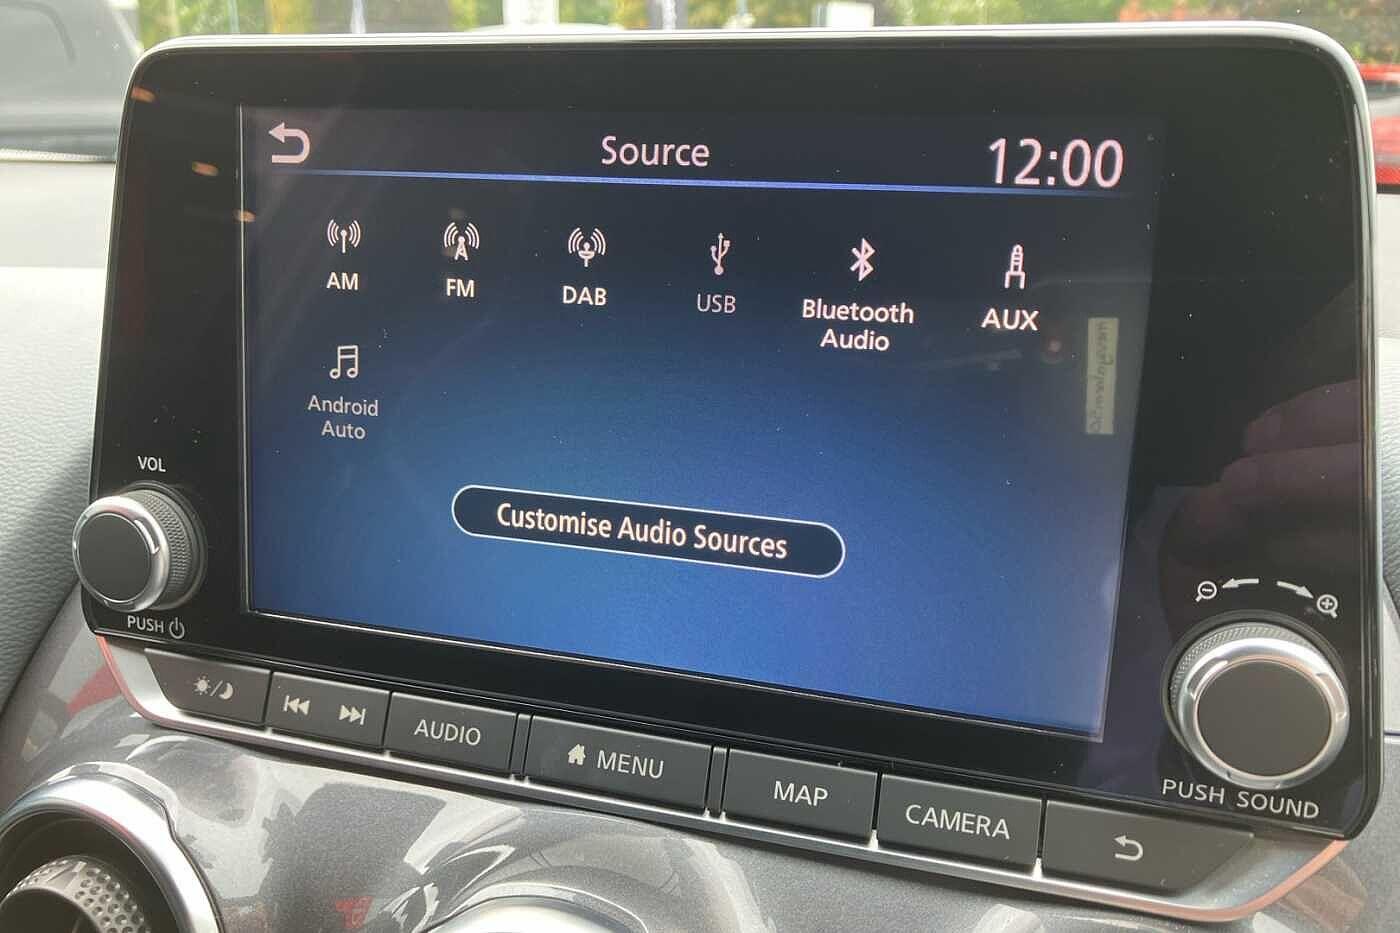 Source
12:00
AM
FM
DAB
USB
Bluetooth
Audio
AUX
Android
Auto
Customise Audio Sources
VOL
PUSH
AUDIO
MENU
MAP
CAMERA
PUSH SOUND